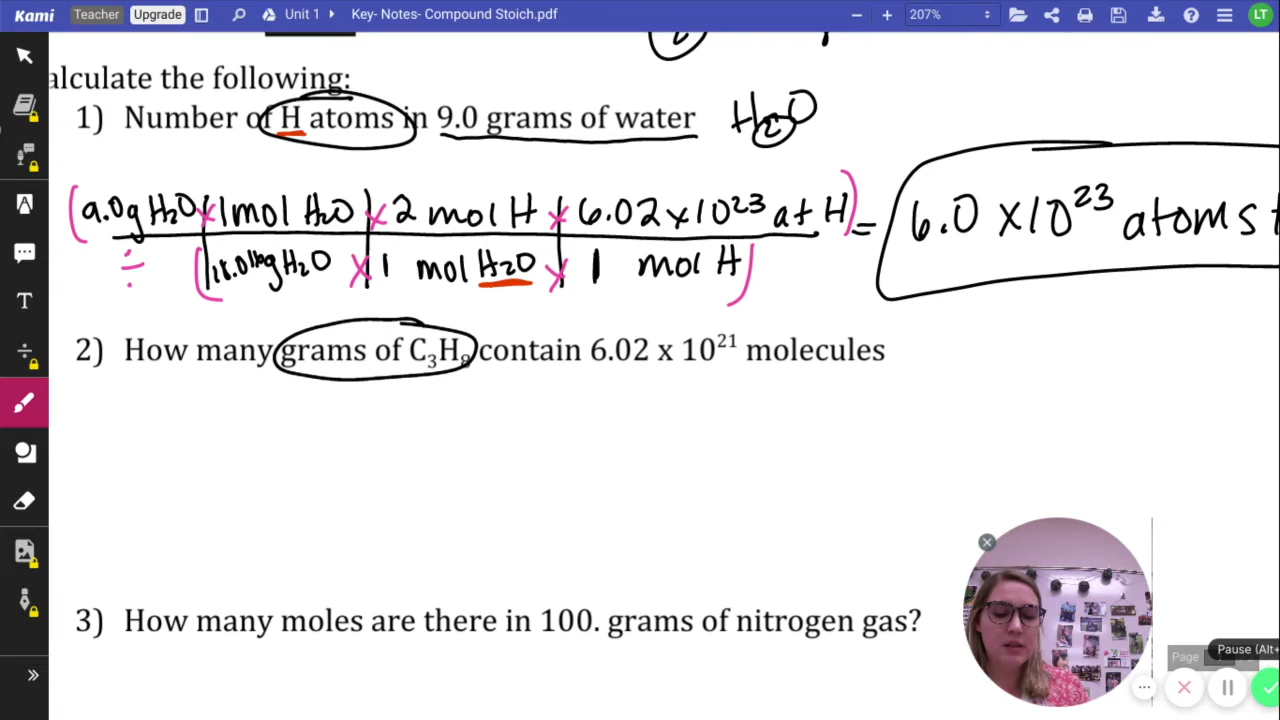 Kami Teacher Upgrade Unit 1 Key- Notes- Compound Stoich.pdf 207% LT
alculate the following:
1) Number of H atoms in 9.0 grams of water H₂O
9.0g H₂O x 1 mol H₂O x 2 mol H x 6.02 x 10²³ at H) = 6.0 x 10²³ atoms
÷ (18.016g H₂O x 1 mol H₂O x 1 mol H)
2) How many grams of C₃H₈ contain 6.02 x 10²¹ molecules
3) How many moles are there in 100. grams of nitrogen gas?
Page
Pause (Alt+